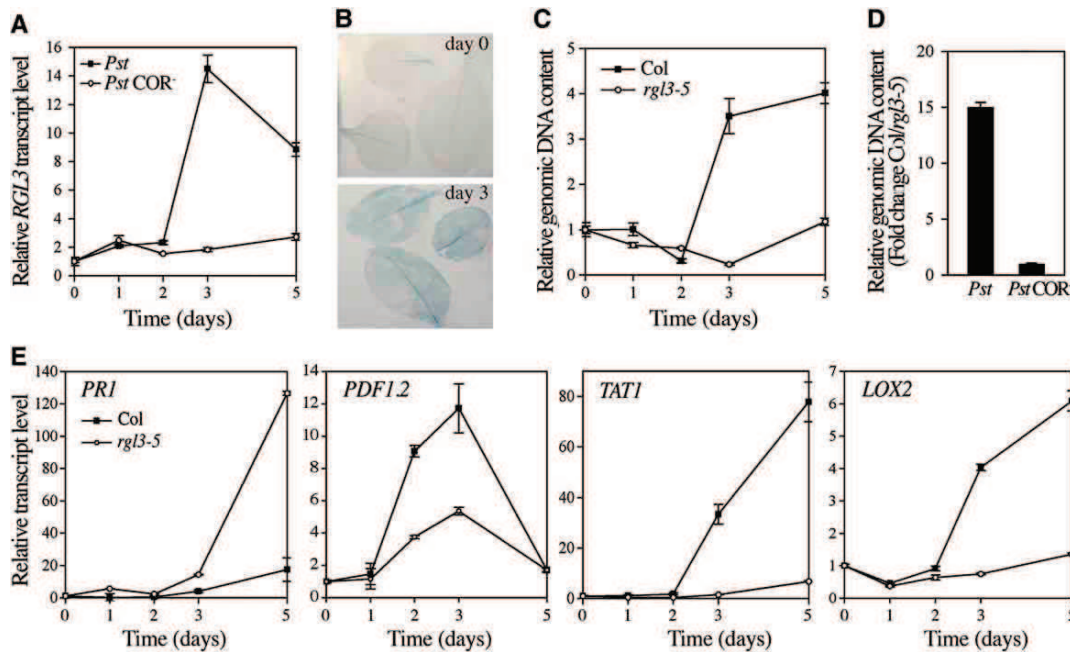 A
Relative RGL3 transcript level
16
14
12
10
8
6
4
2
0
Pst
Pst COR-
0 1 2 3 5
Time (days)
B
day 0
day 3
C
Relative genomic DNA content
5
4
3
2
1
0
Col
rgl3-5
0 1 2 3 5
Time (days)
D
Relative genomic DNA content
(Fold change Col/rgl3-5)
20
15
10
5
0
Pst PstCOR-
E
Relative transcript level
PR1
140
120
100
80
60
40
20
0
Col
rgl3-5
0 1 2 3 5
Time (days)
PDF1.2
14
12
10
8
6
4
2
0
0 1 2 3 5
Time (days)
TAT1
80
60
40
20
0
0 1 2 3 5
Time (days)
LOX2
7
6
5
4
3
2
1
0
0 1 2 3 5
Time (days)